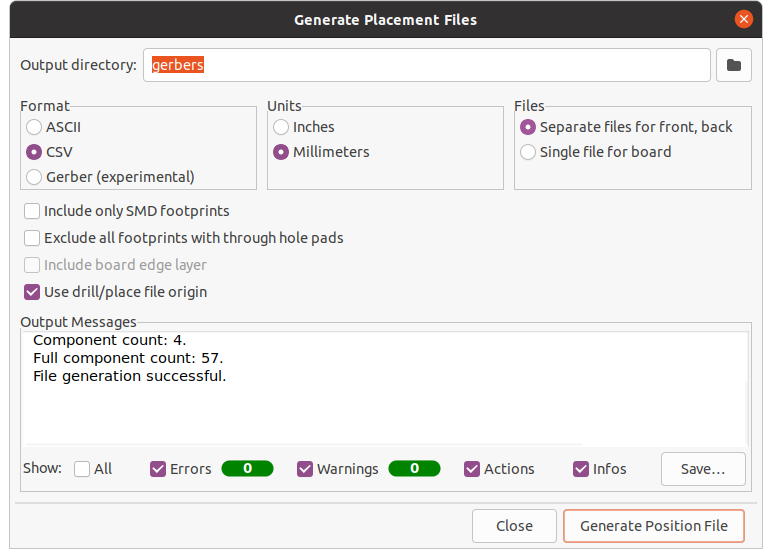 Generate Placement Files
Output directory: gerbers
Format
ASCII
CSV
Gerber (experimental)
Units
Inches
Millimeters
Files
Separate files for front, back
Single file for board
Include only SMD footprints
Exclude all footprints with through hole pads
Include board edge layer
Use drill/place file origin
Output Messages
Component count: 4.
Full component count: 57.
File generation successful.
Show: All Errors 0 Warnings 0 Actions Infos Save...
Close Generate Position File